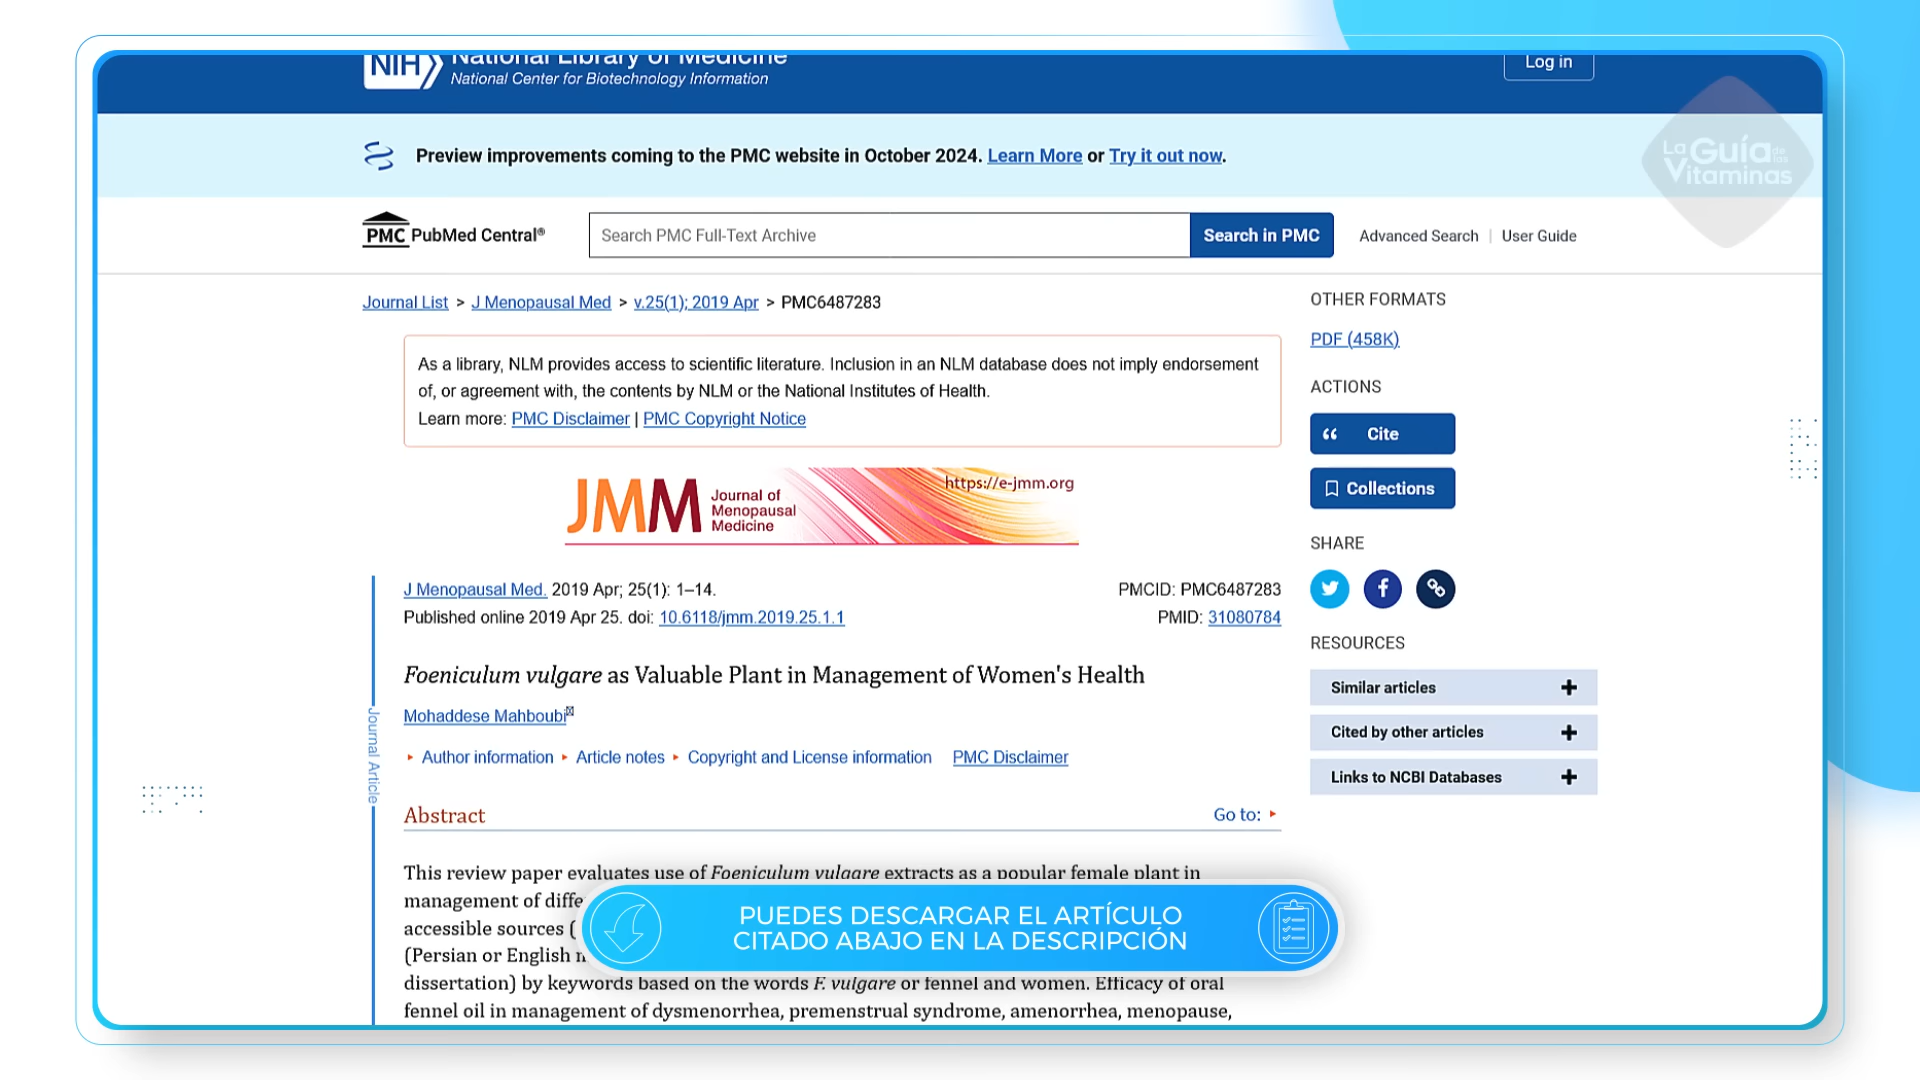 NIH National Library of Medicine
National Center for Biotechnology Information
Log in
Preview improvements coming to the PMC website in October 2024. Learn More or Try it out now.
La Guía de las
Vitaminas
PMC PubMed Central®
Search PMC Full-Text Archive
Search in PMC
Advanced Search | User Guide
Journal List > J Menopausal Med > v.25(1); 2019 Apr > PMC6487283
As a library, NLM provides access to scientific literature. Inclusion in an NLM database does not imply endorsement
of, or agreement with, the contents by NLM or the National Institutes of Health.
Learn more: PMC Disclaimer | PMC Copyright Notice
JMM Journal of
Menopausal
Medicine
https://e-jmm.org
J Menopausal Med. 2019 Apr; 25(1): 1–14.
Published online 2019 Apr 25. doi: 10.6118/jmm.2019.25.1.1
PMCID: PMC6487283
PMID: 31080784
Foeniculum vulgare as Valuable Plant in Management of Women's Health
Mohaddese Mahboubi
Author information Article notes Copyright and License information PMC Disclaimer
Journal Article
Abstract
Go to:
This review paper evaluates use of Foeniculum vulgare extracts as a popular female plant in
management of diffe
accessible sources (
(Persian or English
dissertation) by keywords based on the words F. vulgare or fennel and women. Efficacy of oral
fennel oil in management of dysmenorrhea, premenstrual syndrome, amenorrhea, menopause,
PUEDES DESCARGAR EL ARTÍCULO
CITADO ABAJO EN LA DESCRIPCIÓN
OTHER FORMATS
PDF (458K)
ACTIONS
Cite
Collections
SHARE
RESOURCES
Similar articles
Cited by other articles
Links to NCBI Databases